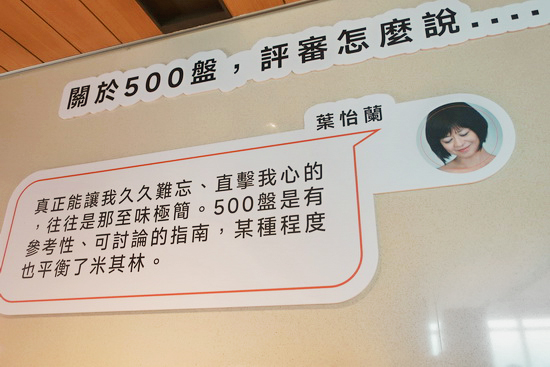 關於500盤，評審怎麼說....
葉怡蘭
真正能讓我久久難忘、直擊我心的
，往往是那至味極簡。500盤是有
參考性、可討論的指南，某種程度
也平衡了米其林。